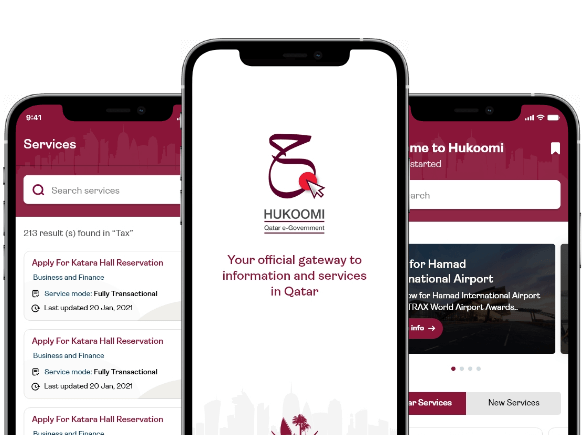 9:41
Services
Search services
213 result (s) found in "Tax"
Apply For Katara Hall Reservation
Business and Finance
Service mode: Fully Transactional
Last updated 20 Jan, 2021
Apply For Katara Hall Reservation
Business and Finance
Service mode: Fully Transactional
Last updated 20 Jan, 2021
Apply For Katara Hall Reservation
Business and Finance
HUKOOMI
Qatar e-Government
Your official gateway to
information and services
in Qatar
me to Hukoomi
started
arch
for Hamad
national Airport
ow for Hamad International Airport
TRAX World Airport Awards..
info
ar Services
New Services